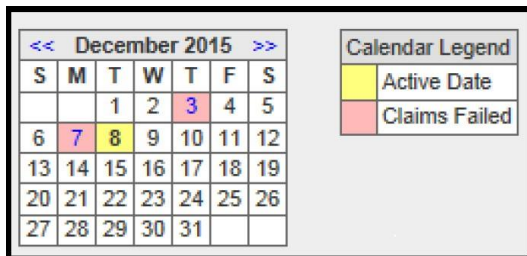 << December 2015 >>
S M T W T F S
1 2 3 4 5
6 7 8 9 10 11 12
13 14 15 16 17 18 19
20 21 22 23 24 25 26
27 28 29 30 31
Calendar Legend
Active Date
Claims Failed